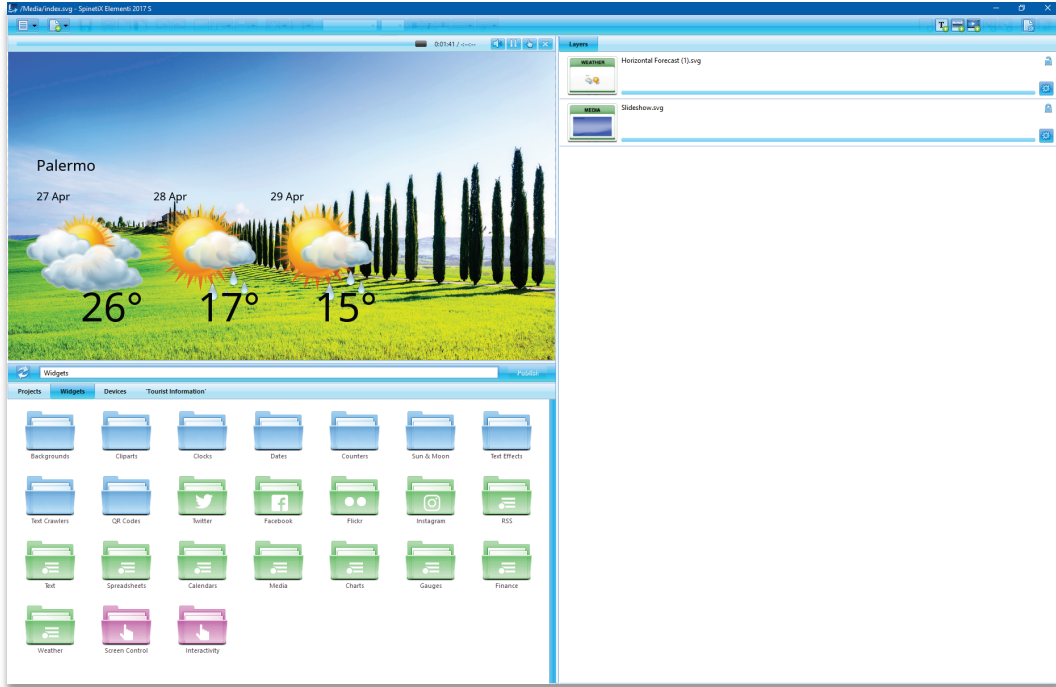 /Media/index.svg - SpinetiX Elementi 2017 S
0:01:41 / --:--
Layers
WEATHER
Horizontal Forecast (1).svg
MEDIA
Slideshow.svg
Palermo
27 Apr 28 Apr 29 Apr
26° 17° 15°
Widgets
Publish
Projects Widgets Devices 'Tourist Information'
Backgrounds Cliparts Clocks Dates Counters Sun & Moon Text Effects
Text Crawlers QR Codes Twitter Facebook Flickr Instagram RSS
Text Spreadsheets Calendars Media Charts Gauges Finance
Weather Screen Control Interactivity